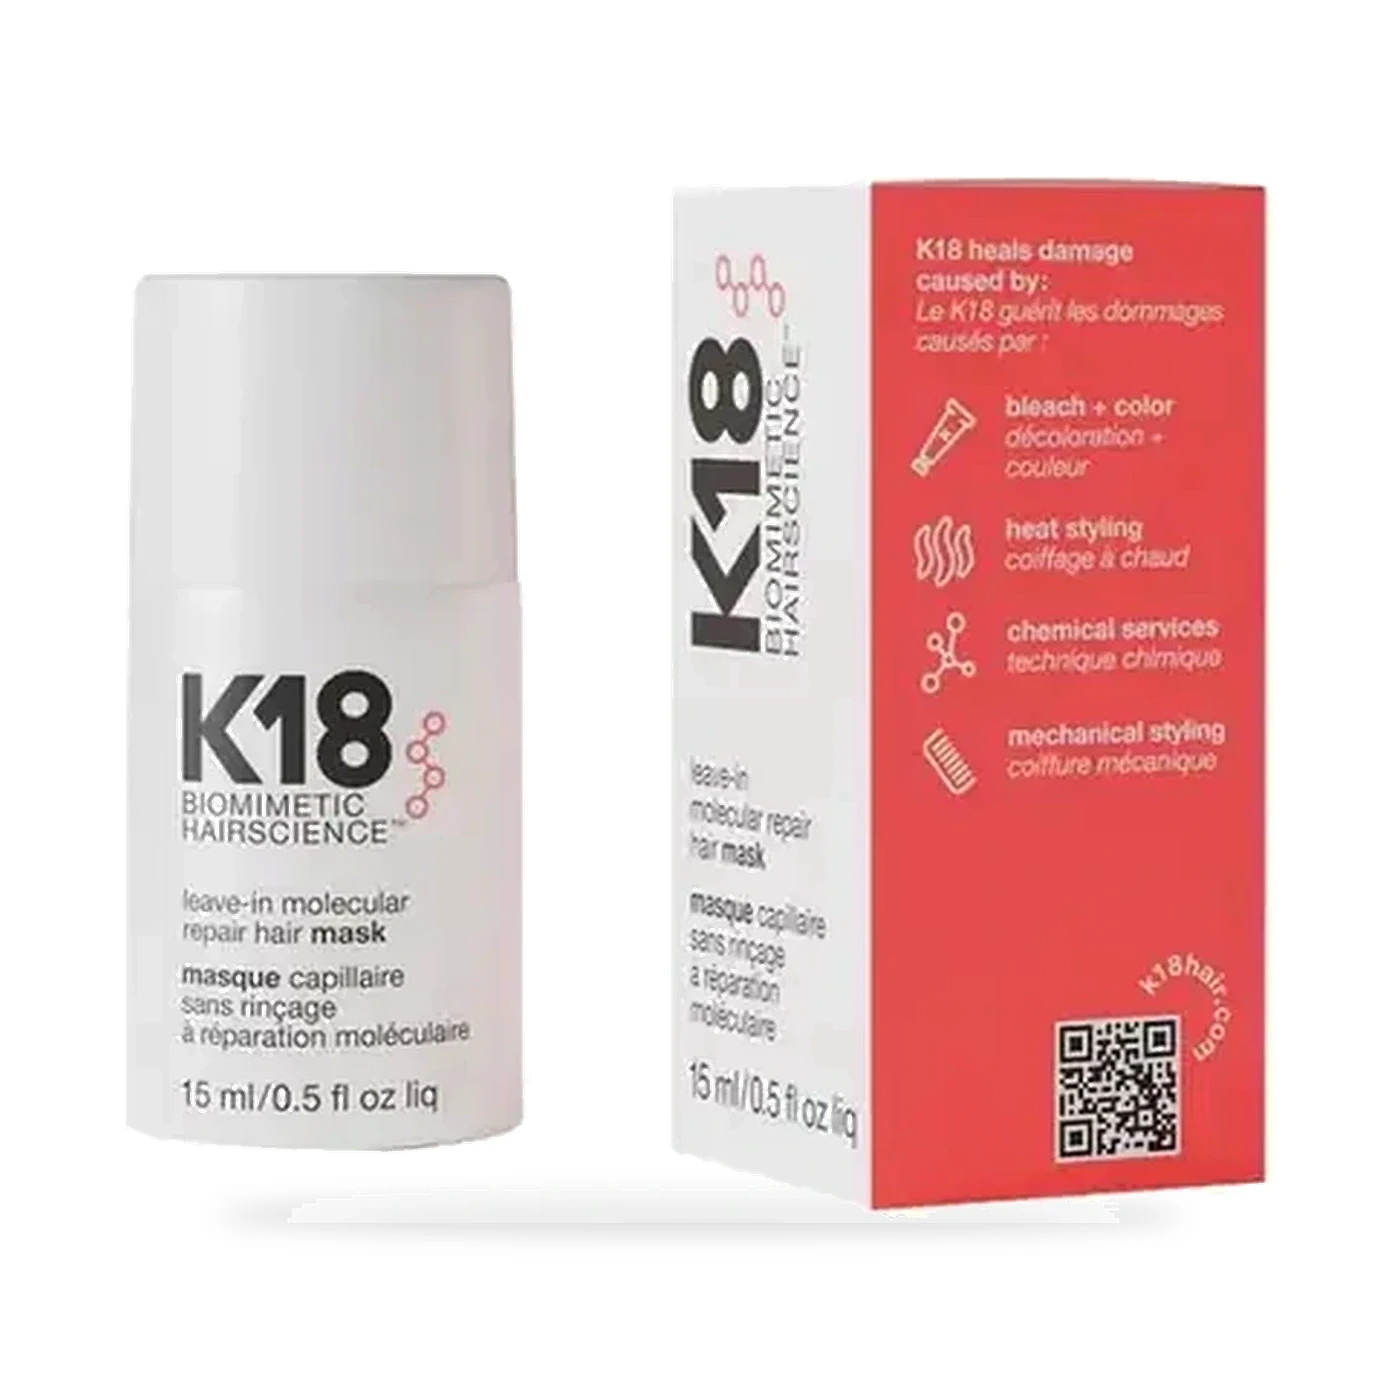 K18
BIOMIMETIC
HAIRSCIENCE™
leave-in molecular
repair hair mask
masque capillaire
sans rinçage
à réparation moléculaire
15 ml/0.5 fl oz liq
K18
BIOMIMETIC
HAIRSCIENCE™
leave-in
molecular repair
hair mask
masque capillaire
sans rinçage
à réparation
moléculaire
15 ml/0.5 fl oz liq
K18 heals damage
caused by:
Le K18 guérit les dommages
causés par :
bleach + color
décoloration +
couleur
heat styling
coiffage à chaud
chemical services
technique chimique
mechanical styling
coiffure mécanique
k18hair.com